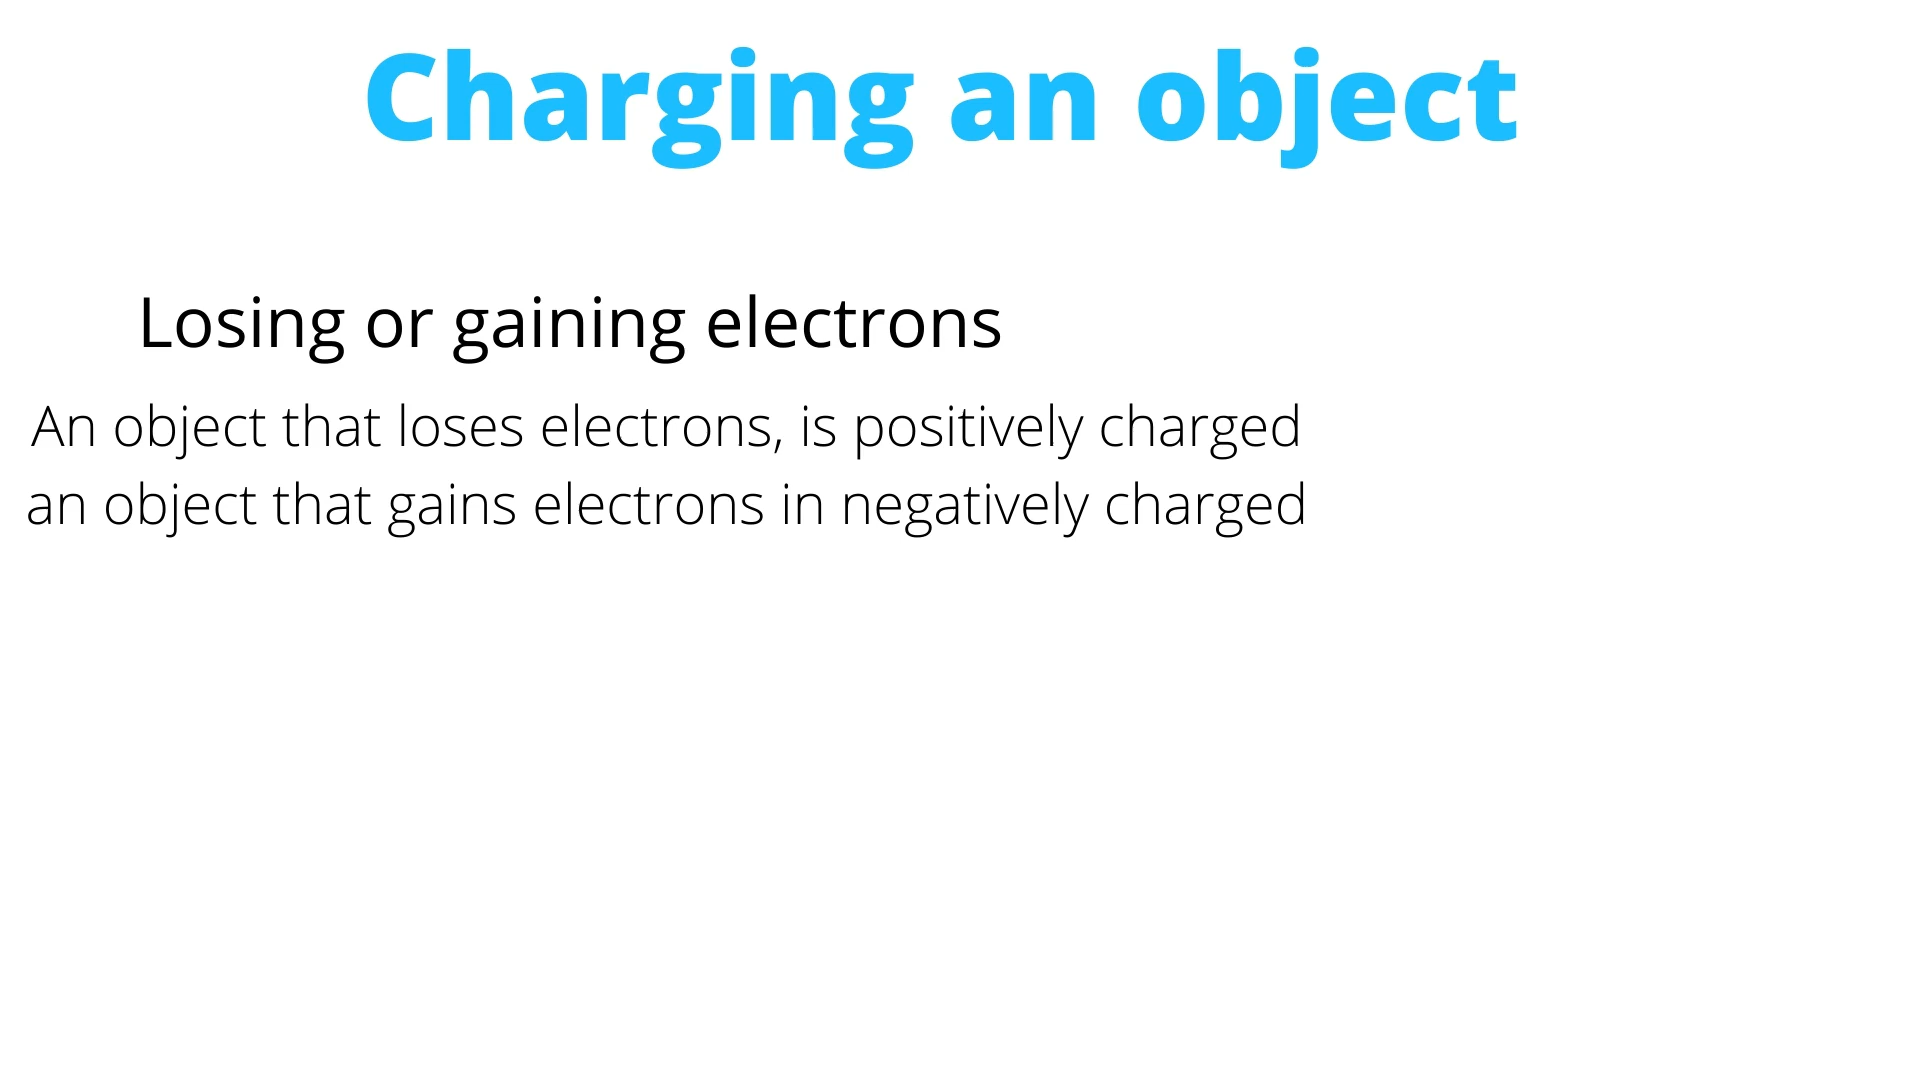 Charging an object
Losing or gaining electrons
An object that loses electrons, is positively charged
an object that gains electrons in negatively charged